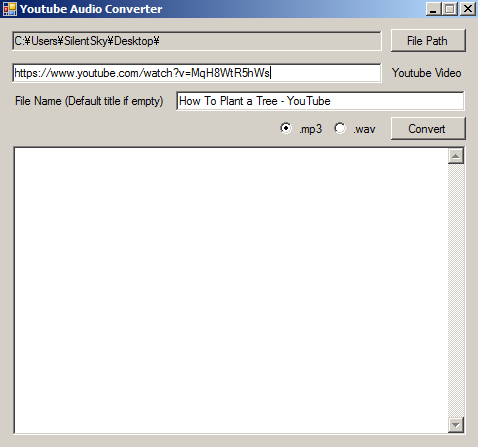 Youtube Audio Converter
C:¥Users¥SilentSky¥Desktop¥ File Path
https://www.youtube.com/watch?v=MqH8WtR5hWs Youtube Video
File Name (Default title if empty) How To Plant a Tree - YouTube
.mp3 .wav Convert